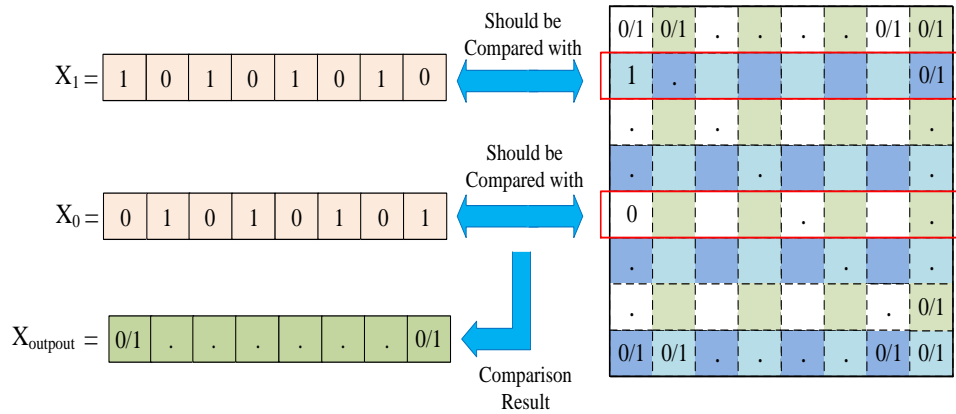 Should be
Compared with
X1 = 1 0 1 0 1 0 1 0
Should be
Compared with
X0 = 0 1 0 1 0 1 0 1
Xoutpout = 0/1 . . . . . . 0/1
Comparison
Result
0/1 0/1 . . . . 0/1 0/1
1 . 0/1
. . .
. . .
0 . .
. . .
. . 0/1
0/1 0/1 . . . . 0/1 0/1